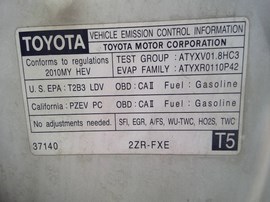 TOYOTA
VEHICLE EMISSION CONTROL INFORMATION
TOYOTA MOTOR CORPORATION
Conforms to regulations
2010MY HEV
TEST GROUP : ATYXV01.8HC3
EVAP FAMILY : ATYXR0110P42
U.S. EPA : T2B3 LDV OBD : CAⅡ Fuel : Gasoline
California : PZEV PC OBD : CAⅡ Fuel : Gasoline
No adjustments needed.
SFI, EGR, A/FS, WU-TWC, HO2S, TWC
37140 2ZR-FXE T5